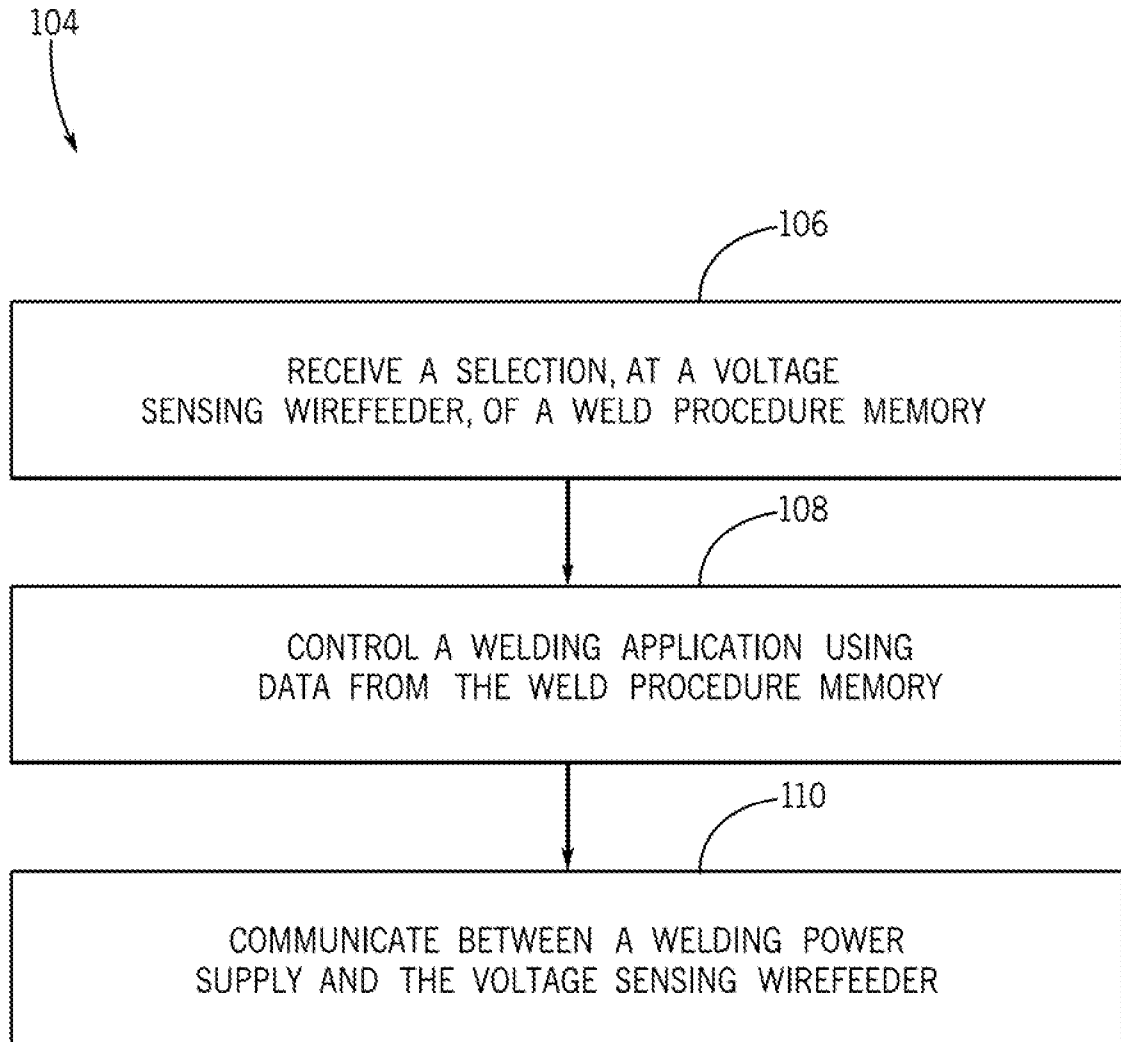 104
106
RECEIVE A SELECTION, AT A VOLTAGE
SENSING WIREFEEDER, OF A WELD PROCEDURE MEMORY
108
CONTROL A WELDING APPLICATION USING
DATA FROM THE WELD PROCEDURE MEMORY
110
COMMUNICATE BETWEEN A WELDING POWER
SUPPLY AND THE VOLTAGE SENSING WIREFEEDER